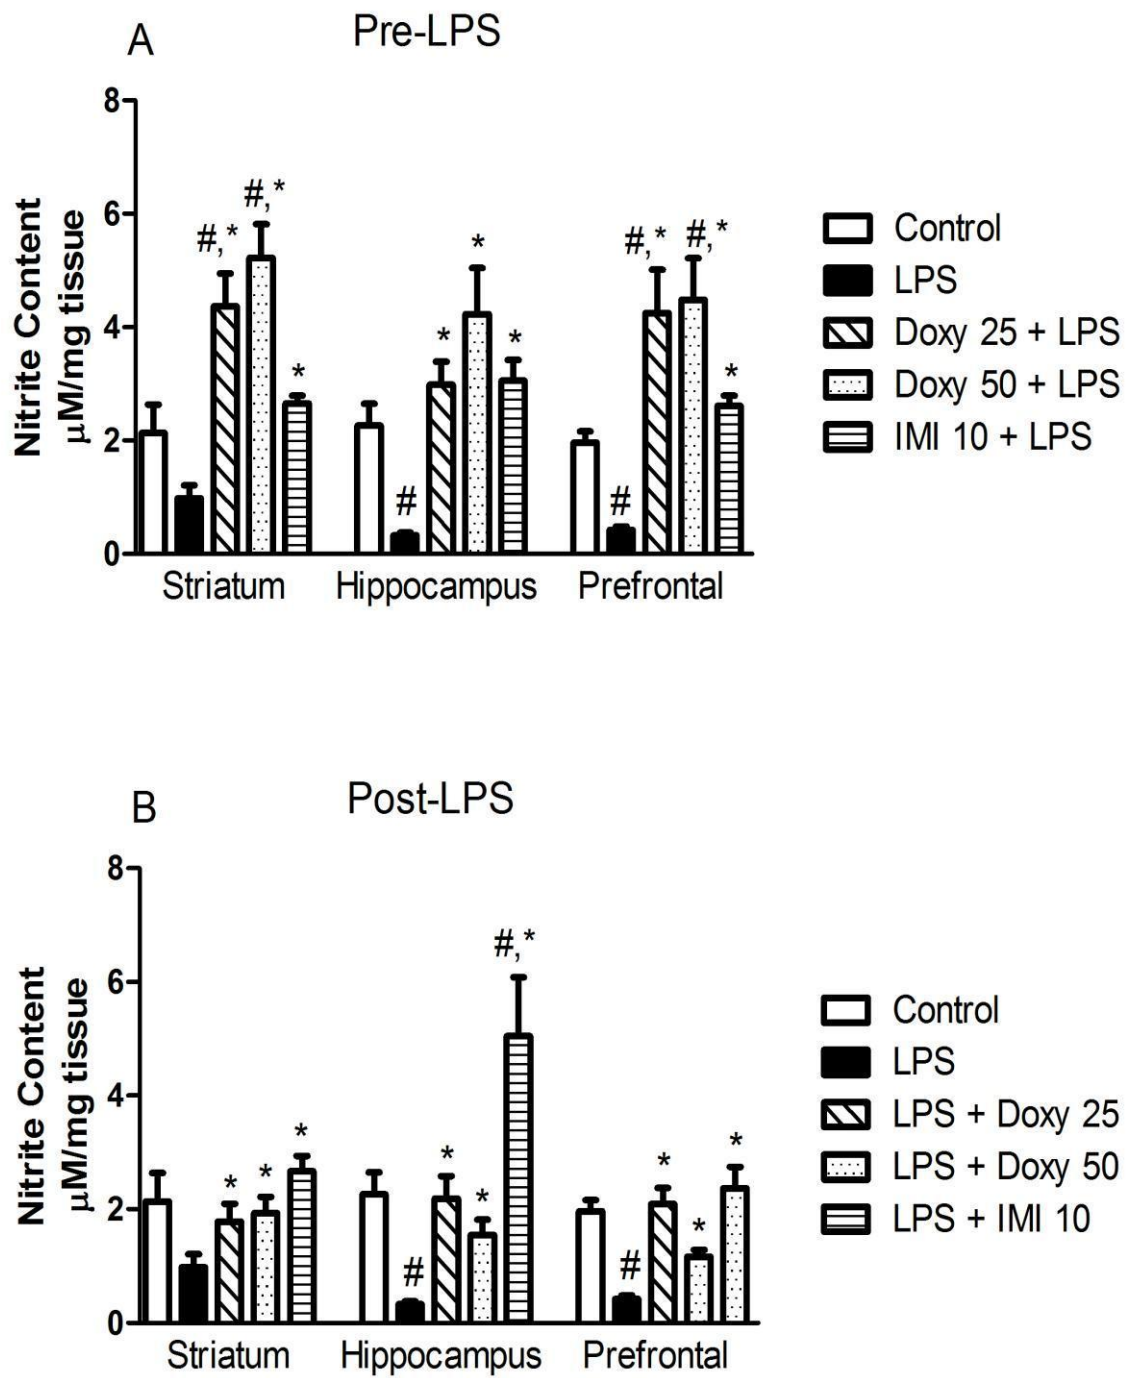 A
Pre-LPS
Nitrite Content
μM/mg tissue
8
6
4
2
0
#,*
#,*
*
#
*
*
*
#
#,*
#,*
*
Striatum
Hippocampus
Prefrontal
Control
LPS
Doxy 25 + LPS
Doxy 50 + LPS
IMI 10 + LPS
B
Post-LPS
Nitrite Content
μM/mg tissue
8
6
4
2
0
*
*
*
#
*
*
#,*
#
*
*
*
Striatum
Hippocampus
Prefrontal
Control
LPS
LPS + Doxy 25
LPS + Doxy 50
LPS + IMI 10